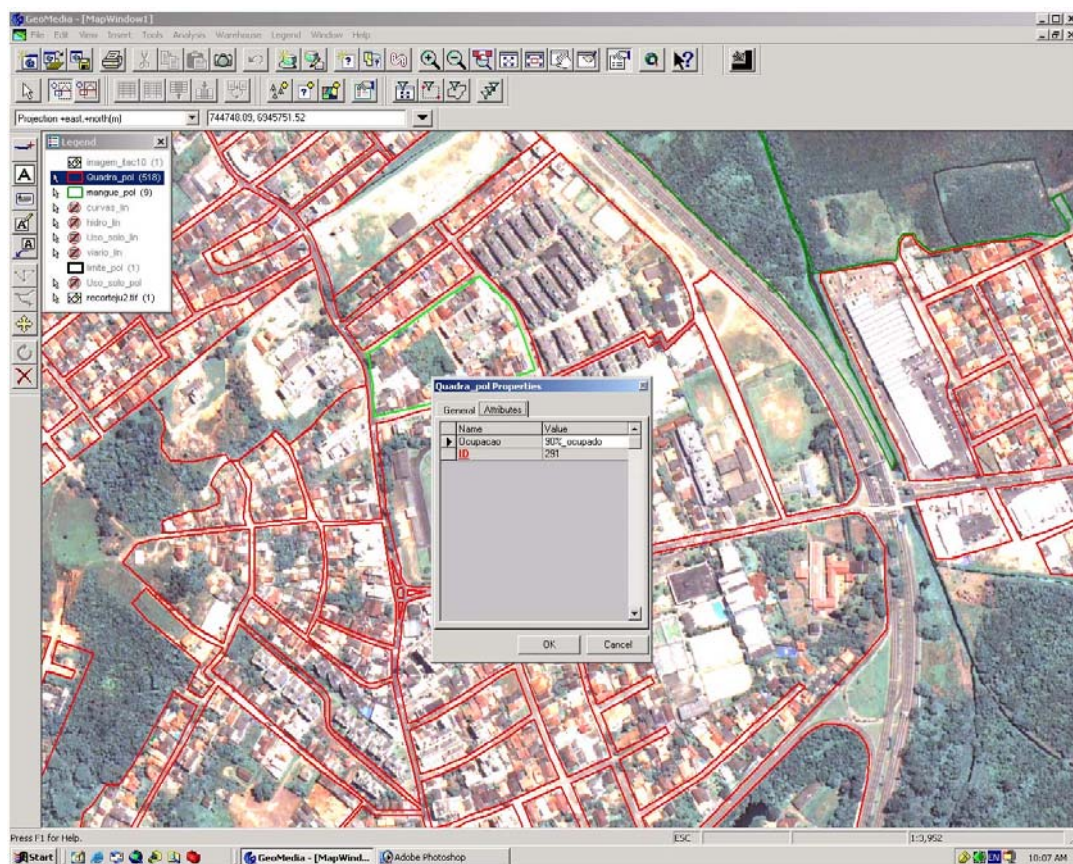 GeoMedia - [MapWindow1]
File Edit View Insert Tools Analysis Warehouse Legend Window Help
Projection +east,+north(m)
744748.09, 6945751.52
Legend
imagem_itac10 (1)
Quadra_pol (518)
mangue_pol (9)
curvas_lin
hidro_lin
Uso_solo_lin
viario_lin
limite_pol (1)
Uso_solo_pol
recorteju2.tif (1)
Quadra_pol Properties
General Attributes
Name Value
Ocupacao 90%_ocupado
ID 291
OK Cancel
Press F1 for Help.
ESC
1:3,952
Start
GeoMedia - [MapWind...
Adobe Photoshop
EN
10:07 AM